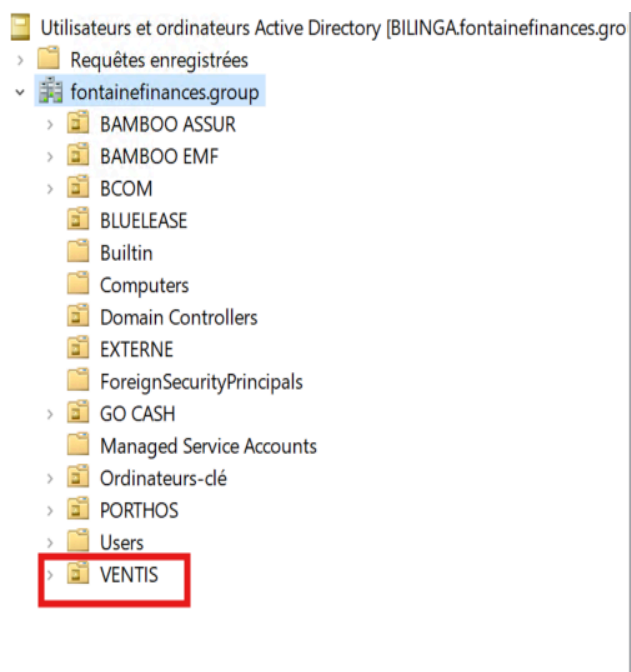 Utilisateurs et ordinateurs Active Directory [BILINGA.fontainefinances.gro
Requêtes enregistrées
fontainefinances.group
BAMBOO ASSUR
BAMBOO EMF
BCOM
BLUELEASE
Builtin
Computers
Domain Controllers
EXTERNE
ForeignSecurityPrincipals
GO CASH
Managed Service Accounts
Ordinateurs-clé
PORTHOS
Users
VENTIS